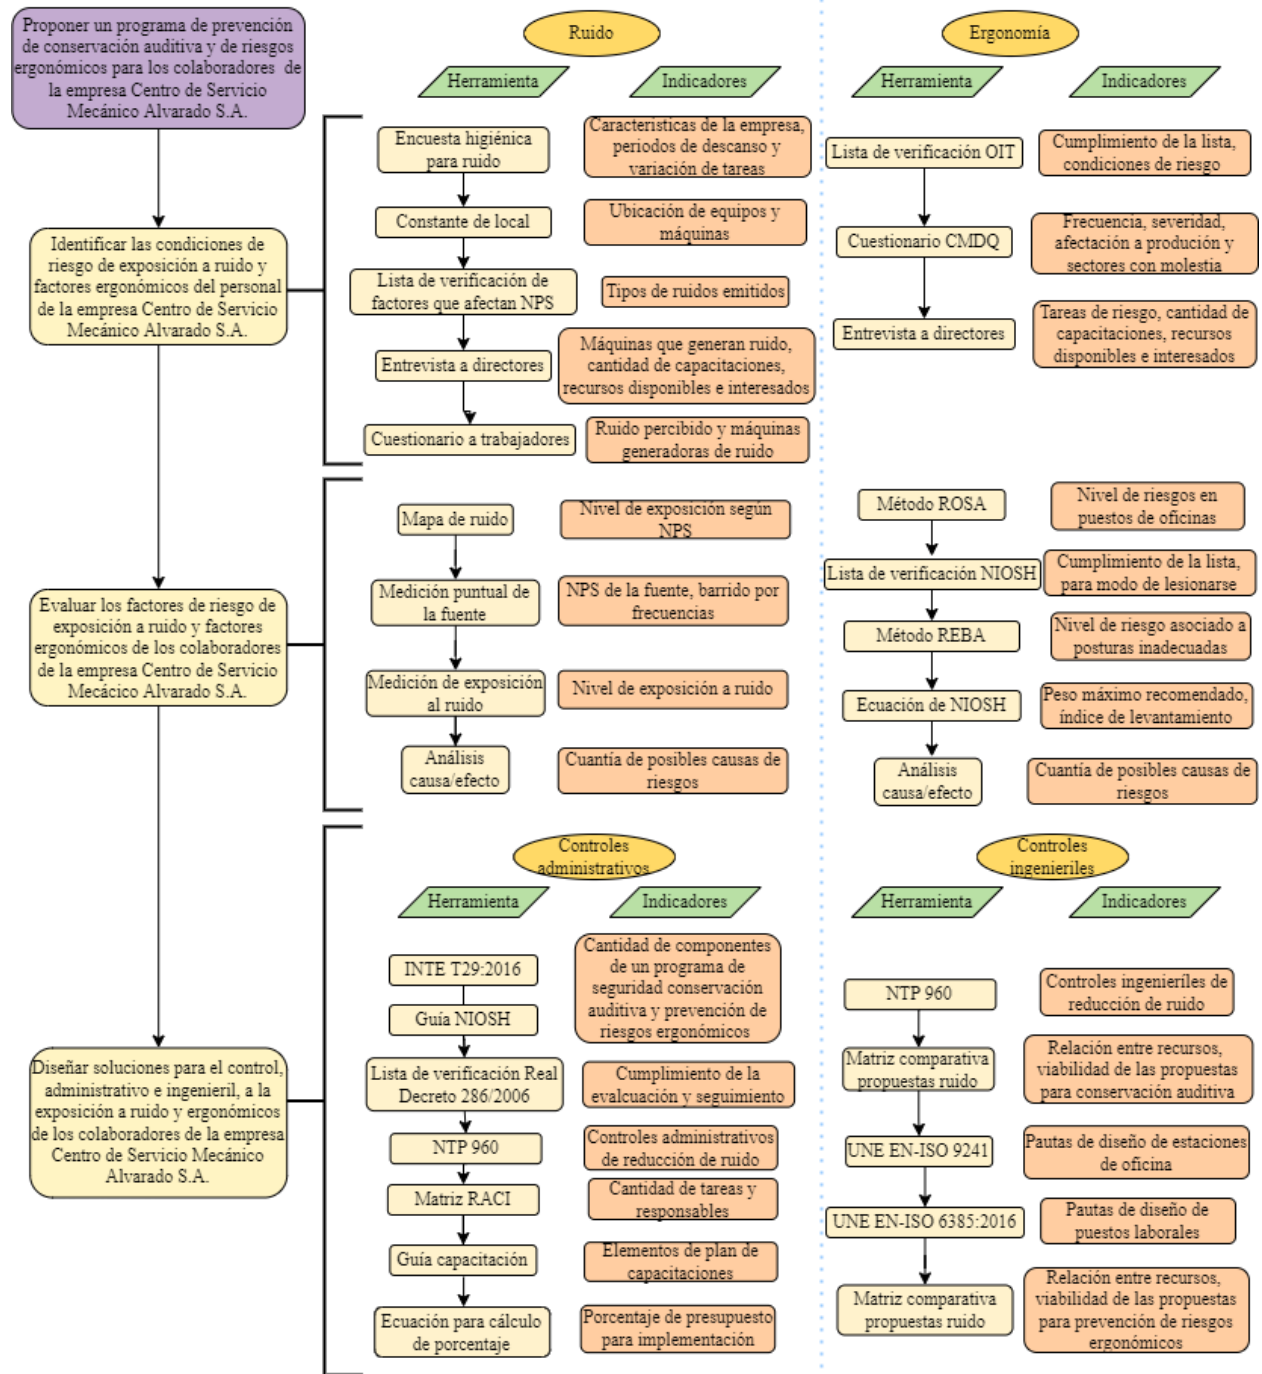 Proponer un programa de prevención
de conservación auditiva y de riesgos
ergonómicos para los colaboradores de
la empresa Centro de Servicio
Mecánico Alvarado S.A.
Ruido
Ergonomía
Herramienta
Indicadores
Herramienta
Indicadores
Identificar las condiciones de
riesgo de exposición a ruido y
factores ergonómicos del personal
de la empresa Centro de Servicio
Mecánico Alvarado S.A.
Encuesta higiénica
para ruido
Caracteristicas de la empresa,
periodos de descanso y
variación de tareas
Constante de local
Ubicación de equipos y
máquinas
Lista de verificación de
factores que afectan NPS
Tipos de ruidos emitidos
Entrevista a directores
Máquinas que generan ruido,
cantidad de capacitaciones,
recursos disponibles e interesados
Cuestionario a trabajadores
Ruido percibido y máquinas
generadoras de ruido
Lista de verificación OIT
Cumplimiento de la lista,
condiciones de riesgo
Cuestionario CMDQ
Frecuencia, severidad,
afectación a produción y
sectores con molestia
Entrevista a directores
Tareas de riesgo, cantidad de
capacitaciones, recursos
disponibles e interesados
Evaluar los factores de riesgo de
exposición a ruido y factores
ergonómicos de los colaboradores
de la empresa Centro de Servicio
Mecácico Alvarado S.A.
Mapa de ruido
Nivel de exposición según
NPS
Medición puntual de
la fuente
NPS de la fuente, barrido por
frecuencias
Medición de exposición
al ruido
Nivel de exposición a ruido
Análisis
causa/efecto
Cuantía de posibles causas de
riesgos
Método ROSA
Nivel de riesgos en
puestos de oficinas
Lista de verificación NIOSH
Cumplimiento de la lista,
para modo de lesionarse
Método REBA
Nivel de riesgo asociado a
posturas inadecuadas
Ecuación de NIOSH
Peso máximo recomendado,
índice de levantamiento
Análisis
causa/efecto
Cuantía de posibles causas de
riesgos
Diseñar soluciones para el control,
administrativo e ingenieril, a la
exposición a ruido y ergonómicos
de los colaboradores de la empresa
Centro de Servicio Mecánico
Alvarado S.A.
Controles
administrativos
Herramienta
Indicadores
INTE T29:2016
Guía NIOSH
Cantidad de componentes
de un programa de
seguridad conservación
auditiva y prevención de
riesgos ergonómicos
Lista de verificación Real
Decreto 286/2006
Cumplimiento de la
evalcuación y seguimiento
NTP 960
Controles administrativos
de reducción de ruido
Matriz RACI
Cantidad de tareas y
responsables
Guía capacitación
Elementos de plan de
capacitaciones
Ecuación para cálculo
de porcentaje
Porcentaje de presupuesto
para implementación
Controles
ingenieriles
Herramienta
Indicadores
NTP 960
Controles ingenieríles de
reducción de ruido
Matriz comparativa
propuestas ruido
Relación entre recursos,
viabilidad de las propuestas
para conservación auditiva
UNE EN-ISO 9241
Pautas de diseño de estaciones
de oficina
UNE EN-ISO 6385:2016
Pautas de diseño de
puestos laborales
Matriz comparativa
propuestas ruido
Relación entre recursos,
viabilidad de las propuestas
para prevención de riesgos
ergonómicos